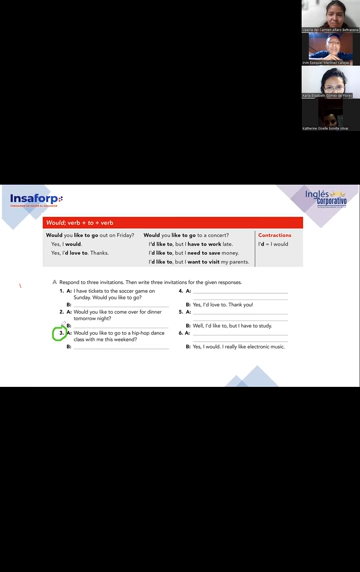 Katherine Giselle bonilla olivar
Insaforp
Inglés
Corporativo
Would; verb + to + verb
Would you like to go out on Friday?
Yes, I would.
Yes, I'd love to. Thanks.
Would you like to go to a concert?
I'd like to, but I have to work late.
I'd like to, but I need to save money.
I'd like to, but I want to visit my parents.
Contractions
I'd = I would
A Respond to three invitations. Then write three invitations for the given responses.
1. A: I have tickets to the soccer game on
Sunday. Would you like to go?
B:
2. A: Would you like to come over for dinner
tomorrow night?
B:
3. A: Would you like to go to a hip-hop dance
class with me this weekend?
B:
4. A:
B: Yes, I'd love to. Thank you!
5. A:
B: Well, I'd like to, but I have to study.
6. A:
B: Yes, I would. I really like electronic music.